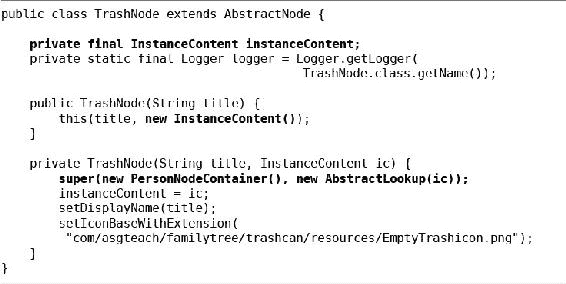 public class TrashNode extends AbstractNode {
private final InstanceContent instanceContent;
private static final Logger logger = Logger.getLogger(
TrashNode.class.getName());
public TrashNode(String title) {
this(title, new InstanceContent());
}
private TrashNode(String title, InstanceContent ic) {
super(new PersonNodeContainer(), new AbstractLookup(ic));
instanceContent = ic;
setDisplayName(title);
setIconBaseWithExtension(
"com/asgteach/familytree/trashcan/resources/EmptyTrashicon.png");
}
}